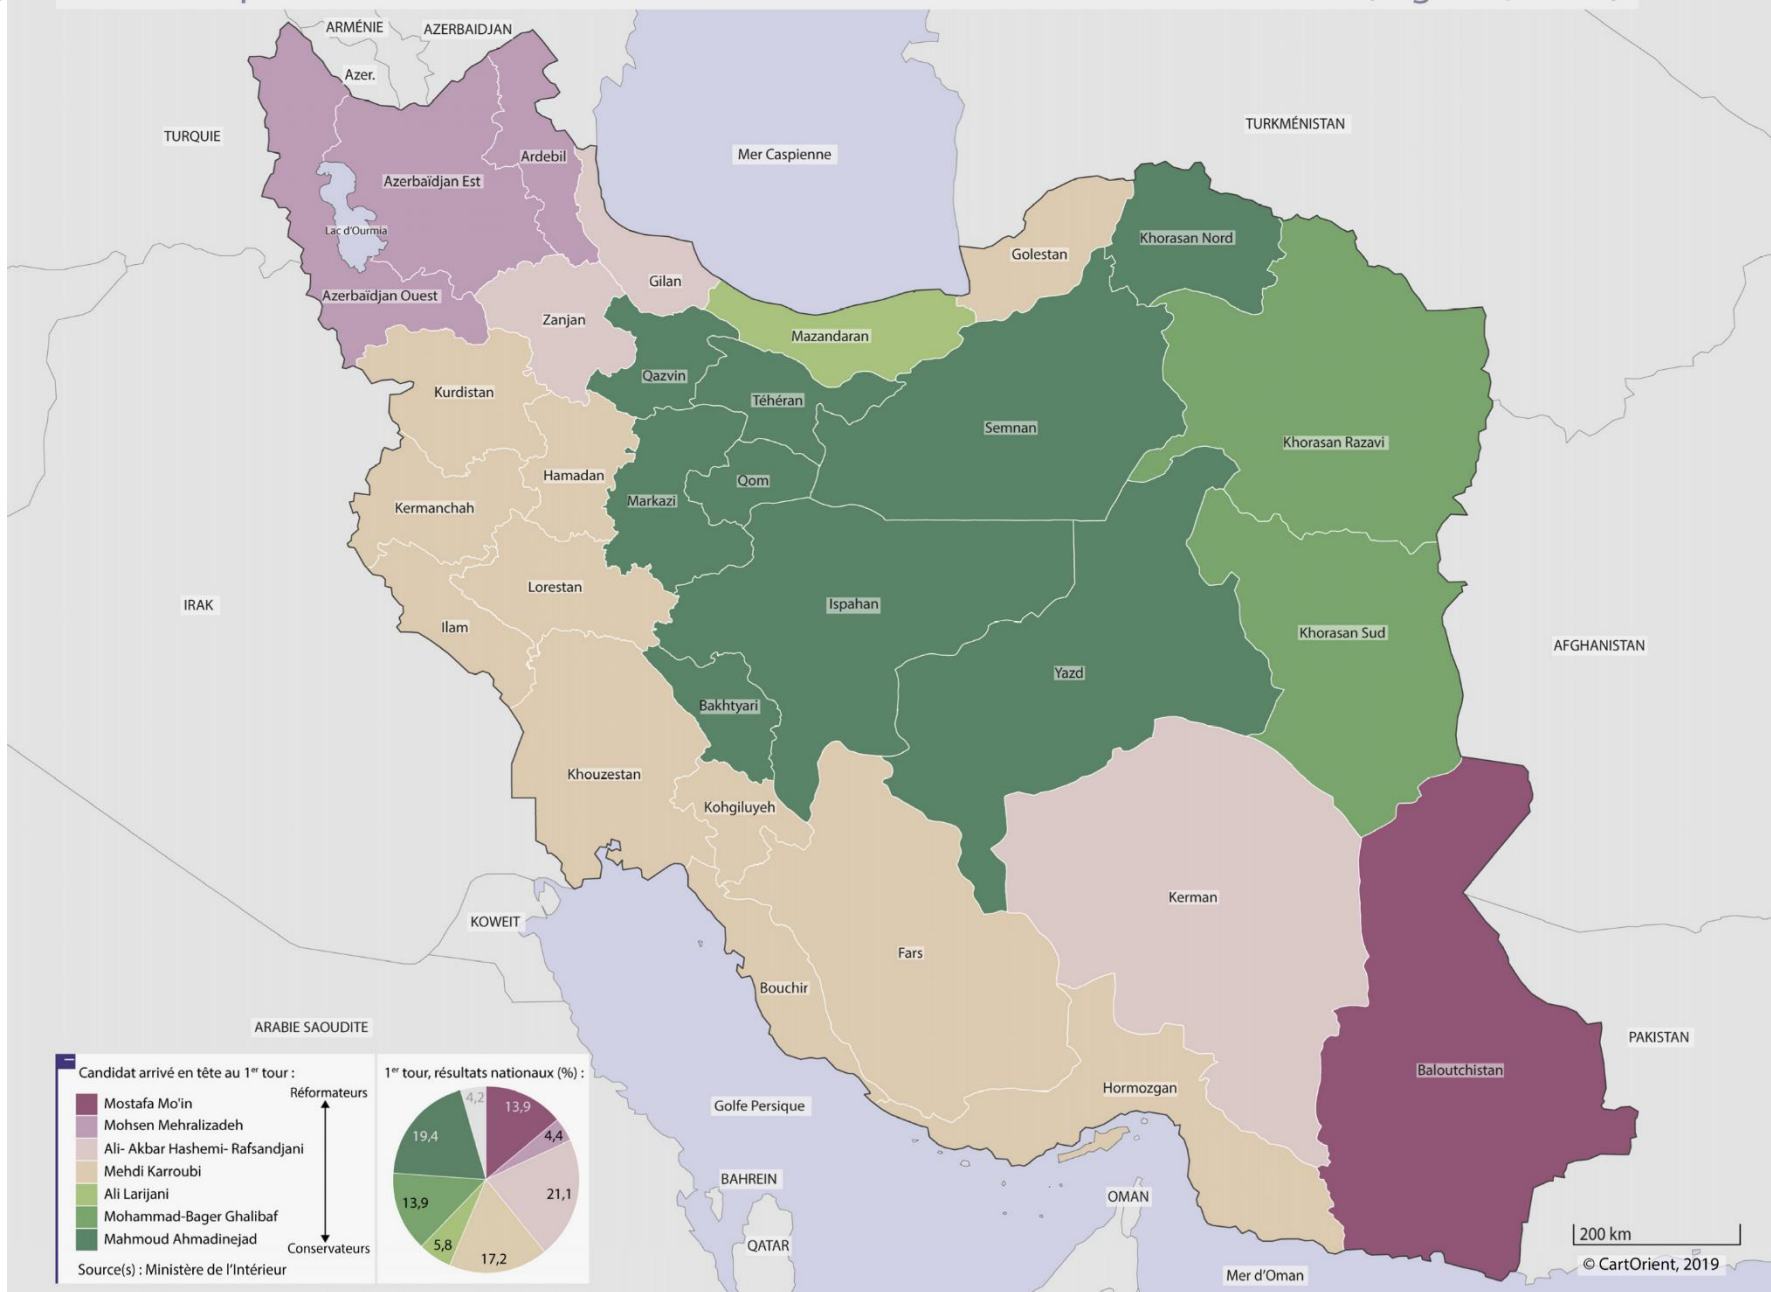 ARMÉNIE
AZERBAIDJAN
Azer.
TURQUIE
TURKMÉNISTAN
Mer Caspienne
Ardebil
Azerbaïdjan Est
Lac d'Ourmia
Khorasan Nord
Golestan
Gilan
Azerbaïdjan Ouest
Zanjan
Mazandaran
Qazvin
Kurdistan
Téhéran
Semnan
Khorasan Razavi
Hamadan
Qom
Markazi
Kermanchah
Lorestan
Ispahan
IRAK
Ilam
Khorasan Sud
AFGHANISTAN
Yazd
Bakhtyari
Khouzestan
Kohgiluyeh
Kerman
KOWEIT
Fars
Bouchir
ARABIE SAOUDITE
PAKISTAN
Baloutchistan
Hormozgan
Golfe Persique
BAHREIN
OMAN
QATAR
Mer d'Oman
Candidat arrivé en tête au 1er tour :
Réformateurs
Mostafa Mo'in
Mohsen Mehralizadeh
Ali- Akbar Hashemi- Rafsandjani
Mehdi Karroubi
Ali Larijani
Mohammad-Bager Ghalibaf
Mahmoud Ahmadinejad
Conservateurs
Source(s) : Ministère de l'Intérieur
1er tour, résultats nationaux (%) :
4,2
13,9
4,4
21,1
17,2
5,8
13,9
19,4
200 km
© CartOrient, 2019